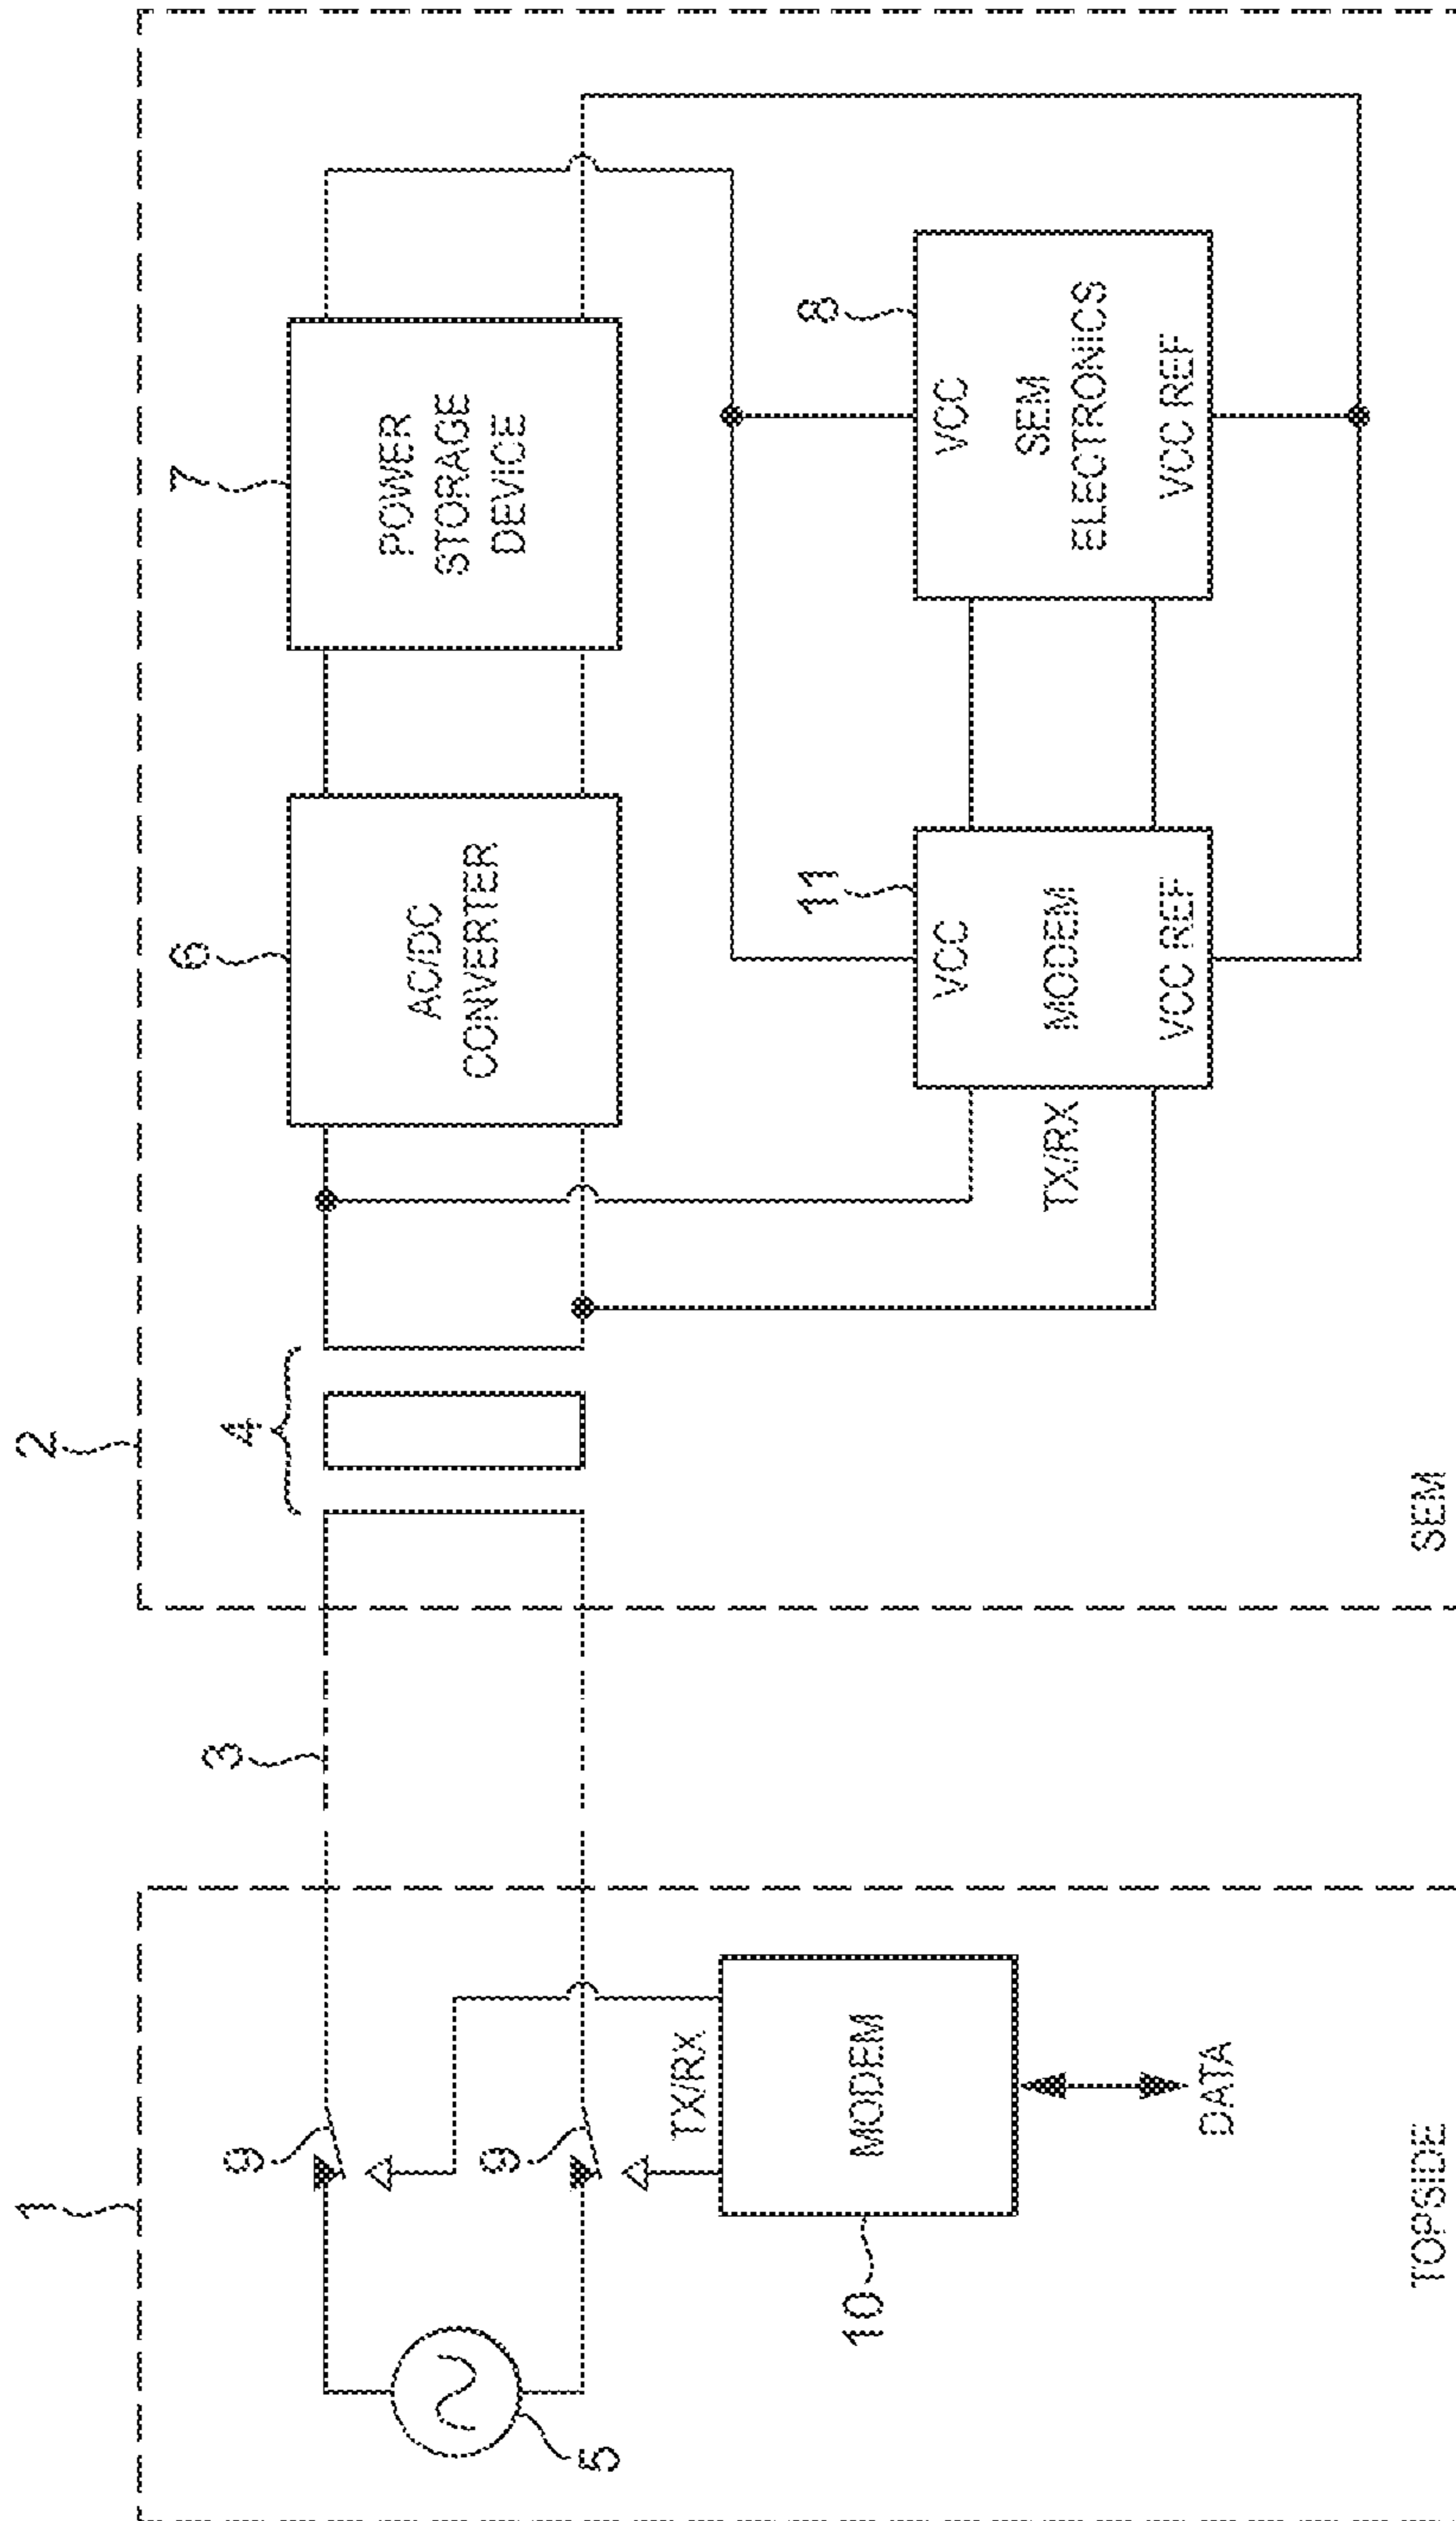 1
2
3
4
5
6
7
9
9
AC/DC
CONVERTER
POWER
STORAGE
DEVICE
TX/RX
10
MODEM
DATA
11
VCC
MODEM
VCC REF
TX/RX
8
VCC
SEM
ELECTRONICS
VCC REF
TOPSIDE
SEM